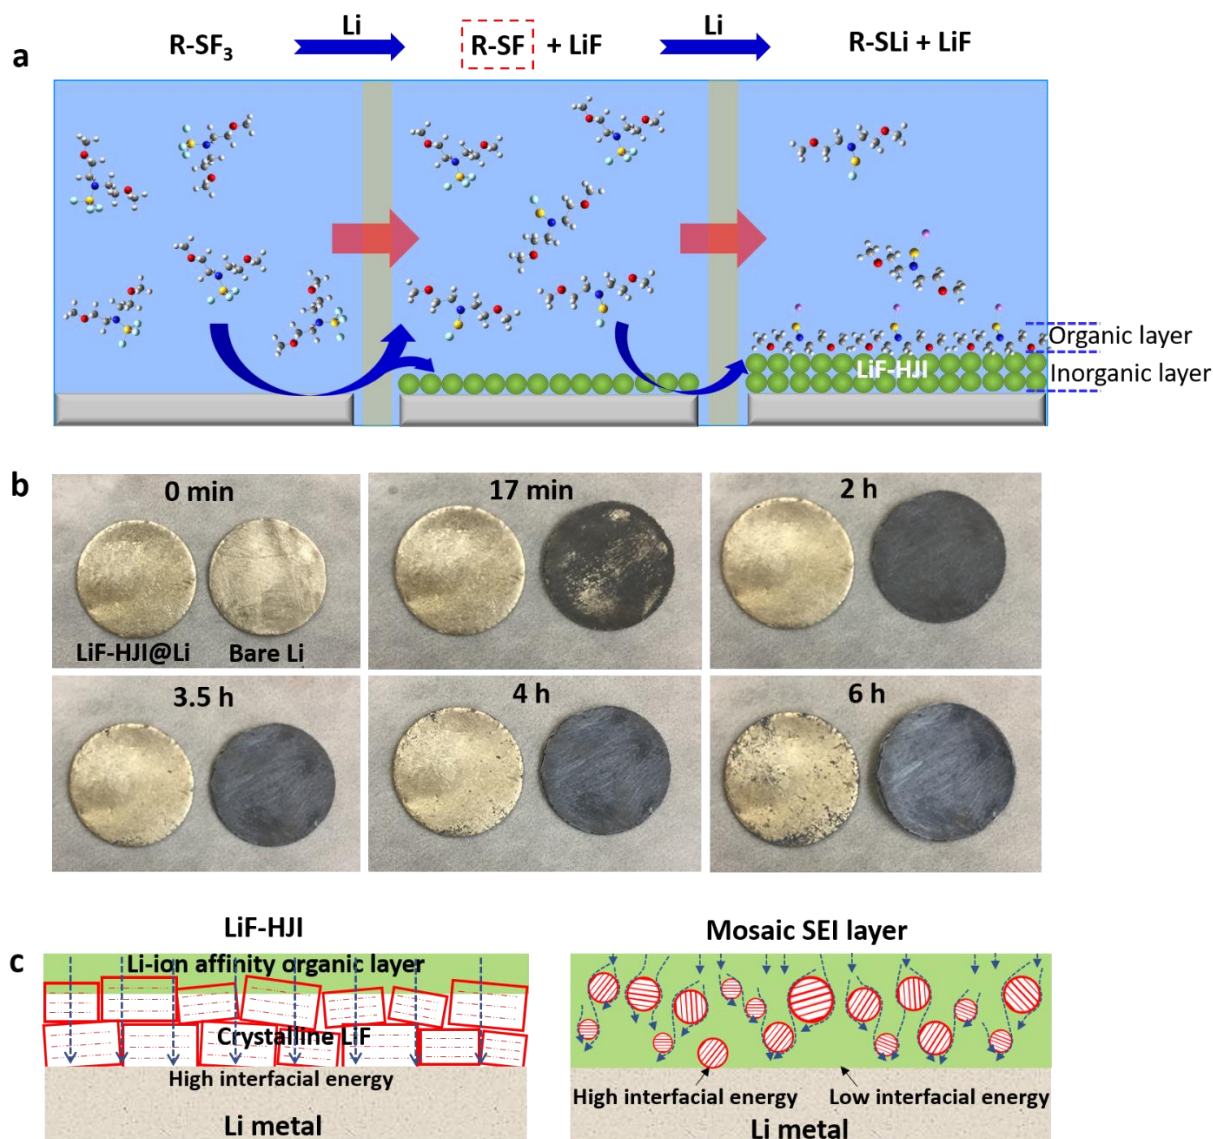 a
R-SF₃
Li
R-SF + LiF
Li
R-SLi + LiF
Organic layer
LiF-HJI
Inorganic layer
b
0 min
LiF-HJI@Li
Bare Li
17 min
2 h
3.5 h
4 h
6 h
c
LiF-HJI
Li-ion affinity organic layer
Crystalline LiF
High interfacial energy
Li metal
Mosaic SEI layer
High interfacial energy
Low interfacial energy
Li metal